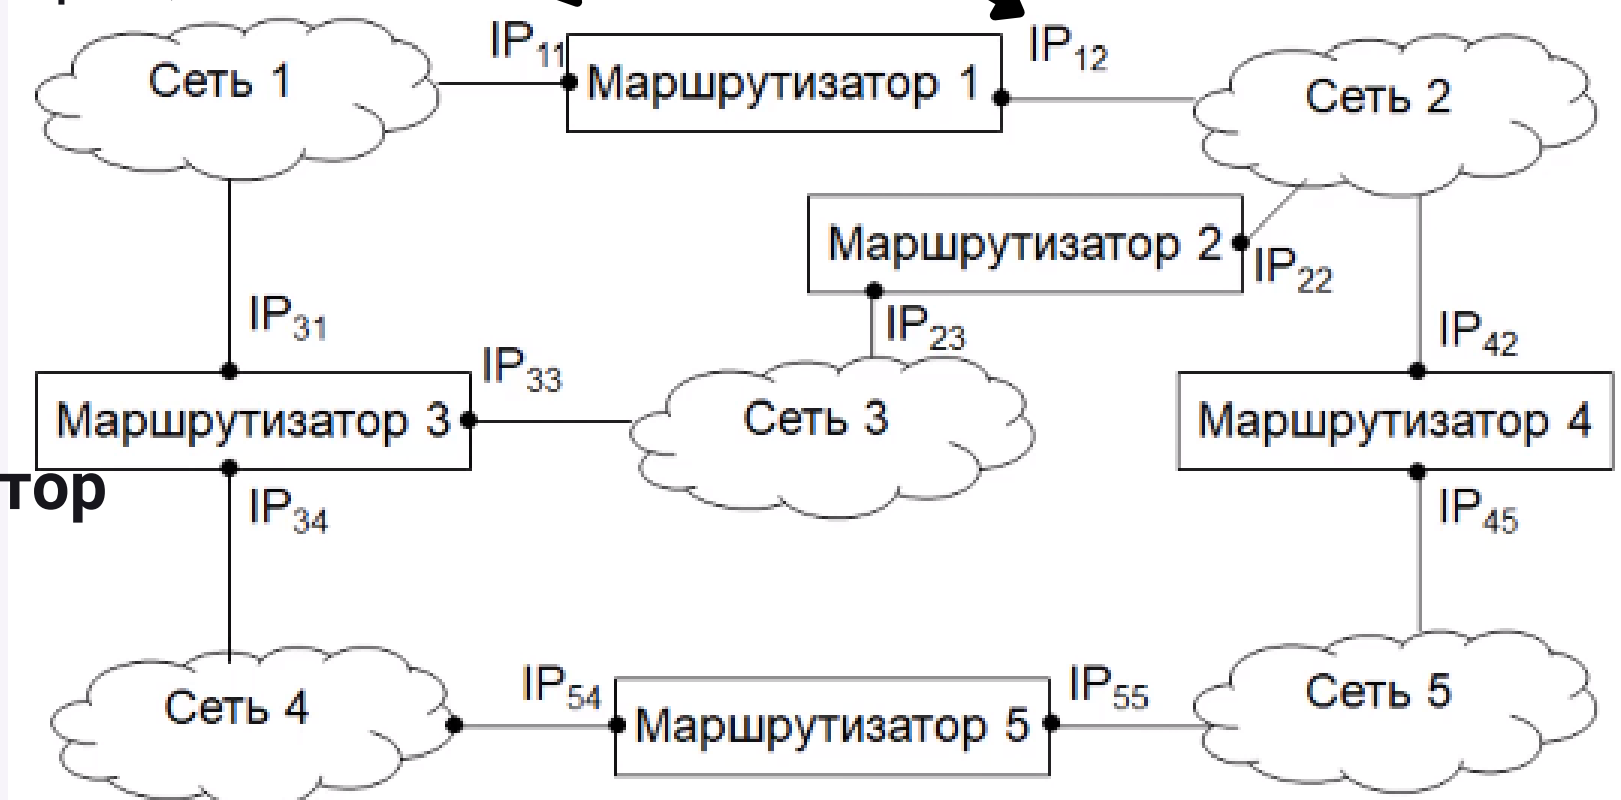 IP11
IP12
Сеть 1
Маршрутизатор 1
Сеть 2
Маршрутизатор 2
IP22
IP31
IP23
IP42
IP33
Маршрутизатор 3
Сеть 3
Маршрутизатор 4
тор
IP34
IP45
IP54
IP55
Сеть 4
Маршрутизатор 5
Сеть 5